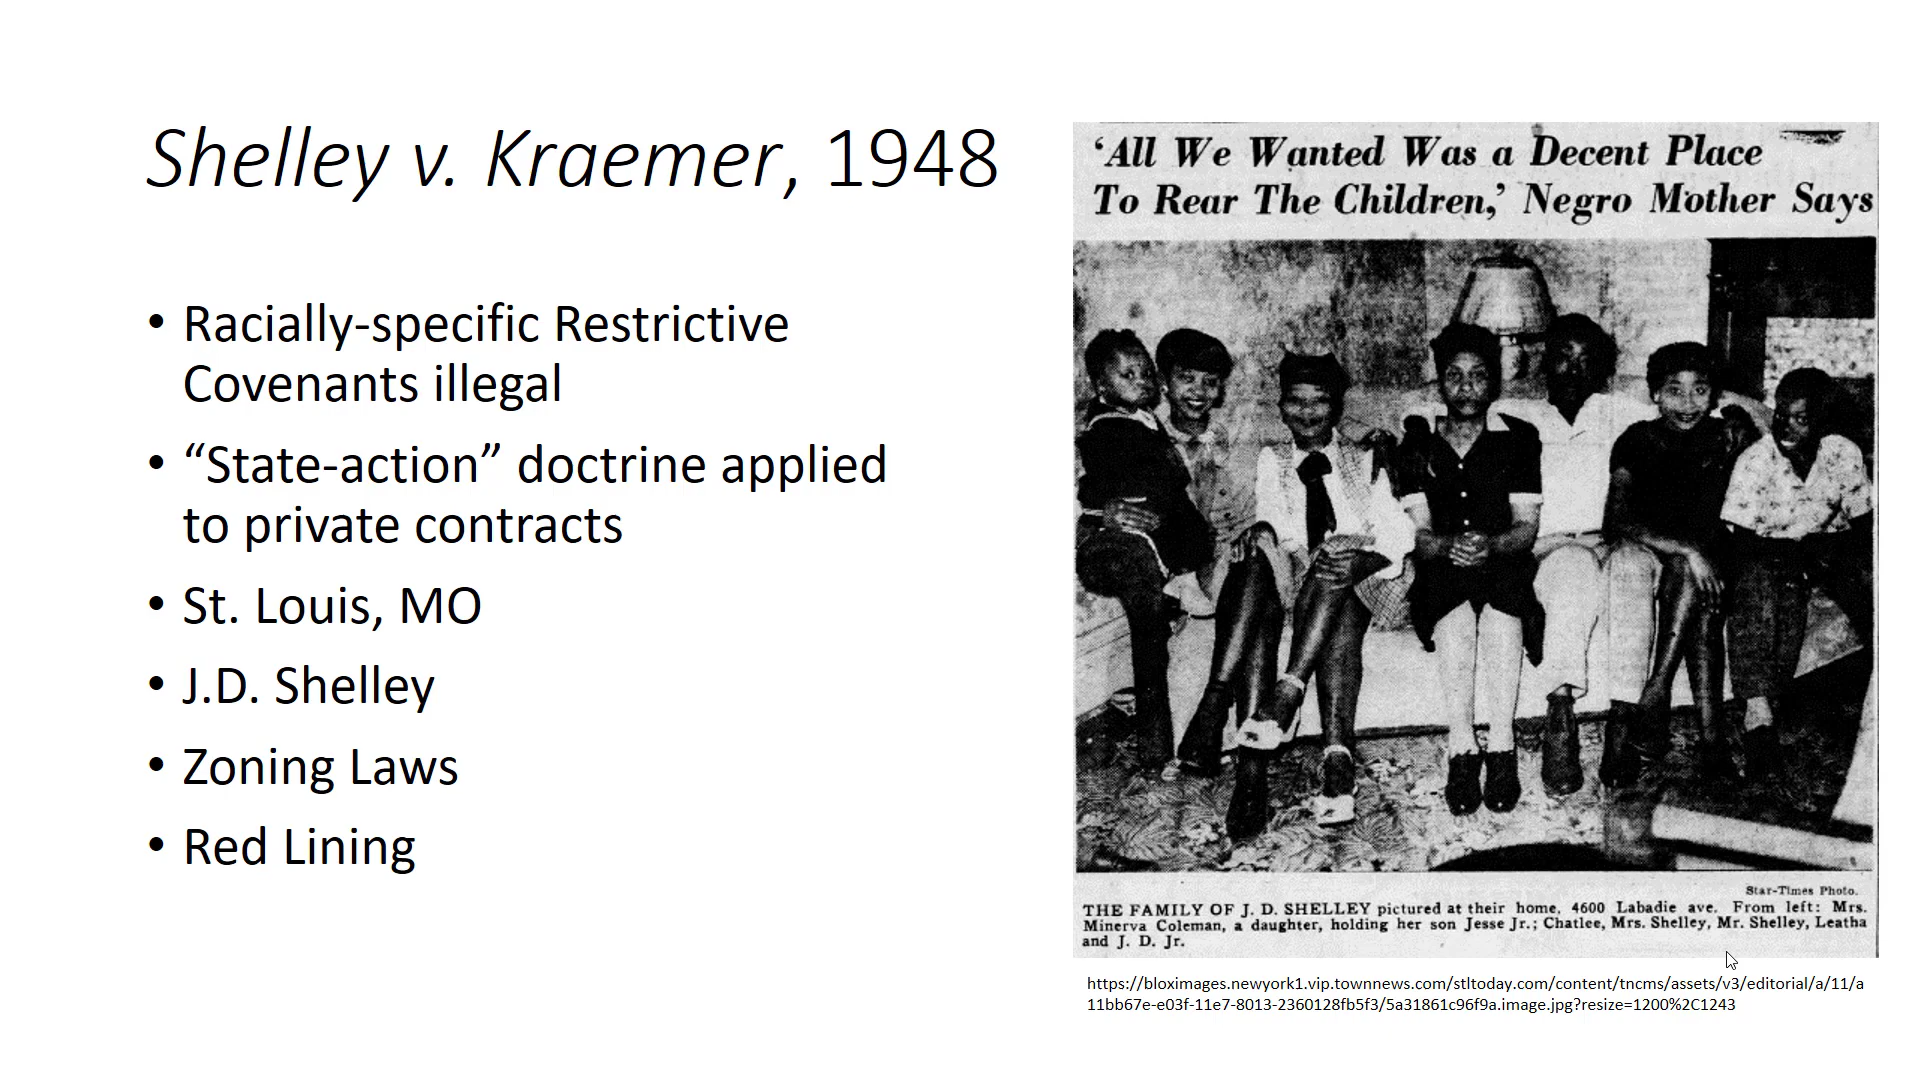 Shelley v. Kraemer, 1948
• Racially-specific Restrictive
Covenants illegal
• “State-action” doctrine applied
to private contracts
• St. Louis, MO
• J.D. Shelley
• Zoning Laws
• Red Lining
‘All We Wanted Was a Decent Place
To Rear The Children,’ Negro Mother Says
Star-Times Photo.
THE FAMILY OF J. D. SHELLEY pictured at their home, 4600 Labadie ave. From left: Mrs.
Minerva Coleman, a daughter, holding her son Jesse Jr.; Chatlee, Mrs. Shelley, Mr. Shelley, Leatha
and J. D. Jr.
https://bloximages.newyork1.vip.townnews.com/stltoday.com/content/tncms/assets/v3/editorial/a/11/a
11bb67e-e03f-11e7-8013-2360128fb5f3/5a31861c96f9a.image.jpg?resize=1200%2C1243